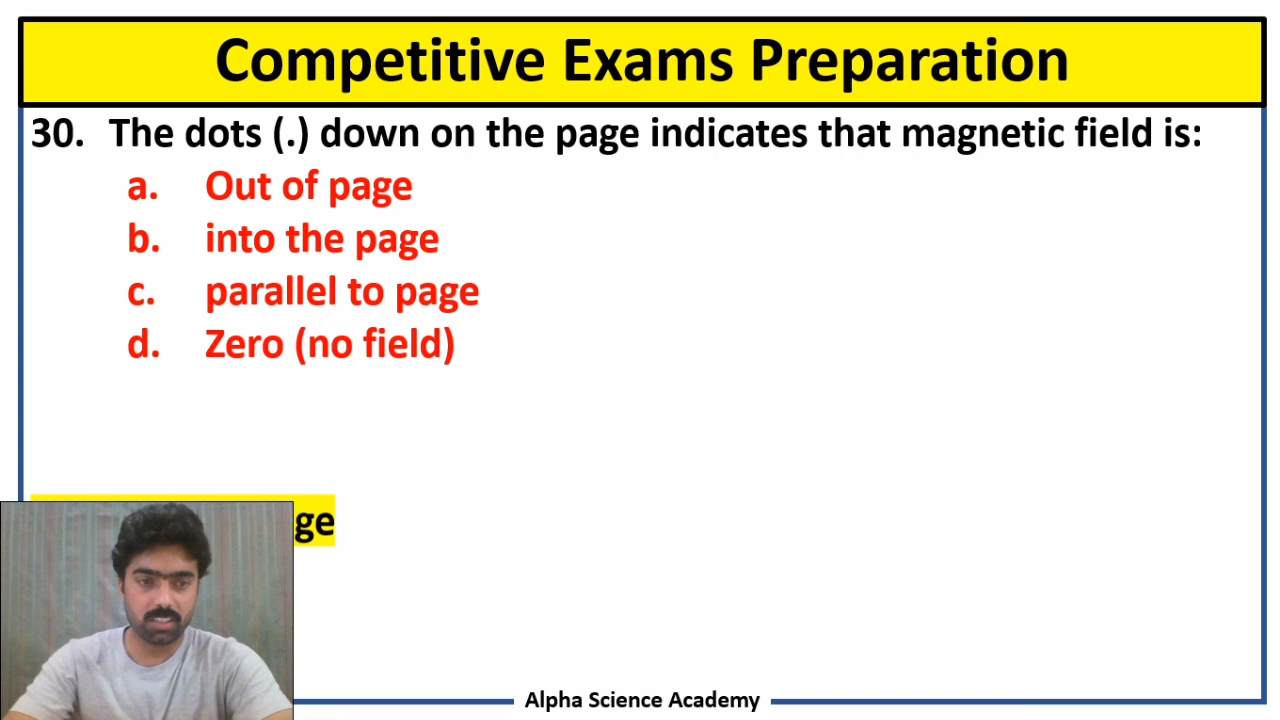 Competitive Exams Preparation
30. The dots (.) down on the page indicates that magnetic field is:
a. Out of page
b. into the page
c. parallel to page
d. Zero (no field)
ge
Alpha Science Academy